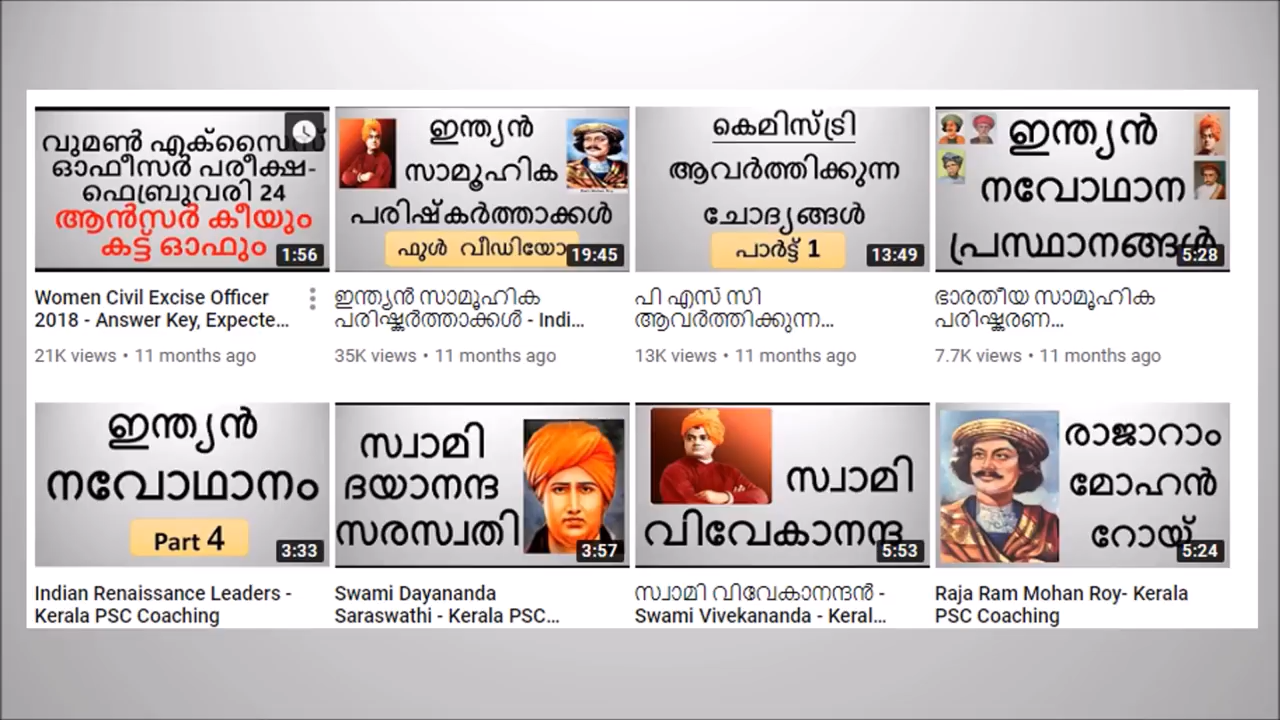 വുമൺ എക്സൈസ്
ഓഫീസർ പരീക്ഷ-
ഫെബ്രുവരി 24
ആൻസർ കീയും
കട്ട് ഓഫും
1:56
Women Civil Excise Officer
2018 - Answer Key, Expecte...
21K views • 11 months ago
ഇന്ത്യൻ
സാമൂഹിക
പരിഷ്കർത്താക്കൾ
ഫുൾ വീഡിയോ
19:45
ഇന്ത്യൻ സാമൂഹിക
പരിഷ്കർത്താക്കൾ - Indi...
35K views • 11 months ago
കെമിസ്ട്രി
ആവർത്തിക്കുന്ന
ചോദ്യങ്ങൾ
പാർട്ട് 1
13:49
പി എസ് സി
ആവർത്തിക്കുന്ന...
13K views • 11 months ago
ഇന്ത്യൻ
നവോഥാന
പ്രസ്ഥാനങ്ങൾ
5:28
ഭാരതീയ സാമൂഹിക
പരിഷ്കരണ...
7.7K views • 11 months ago
ഇന്ത്യൻ
നവോഥാനം
Part 4
3:33
Indian Renaissance Leaders -
Kerala PSC Coaching
സ്വാമി
ദയാനന്ദ
സരസ്വതി
3:57
Swami Dayananda
Saraswathi - Kerala PSC...
സ്വാമി
വിവേകാനന്ദ
5:53
സ്വാമി വിവേകാനന്ദൻ -
Swami Vivekananda - Keral...
രാജാറാം
മോഹൻ
റോയ്
5:24
Raja Ram Mohan Roy- Kerala
PSC Coaching